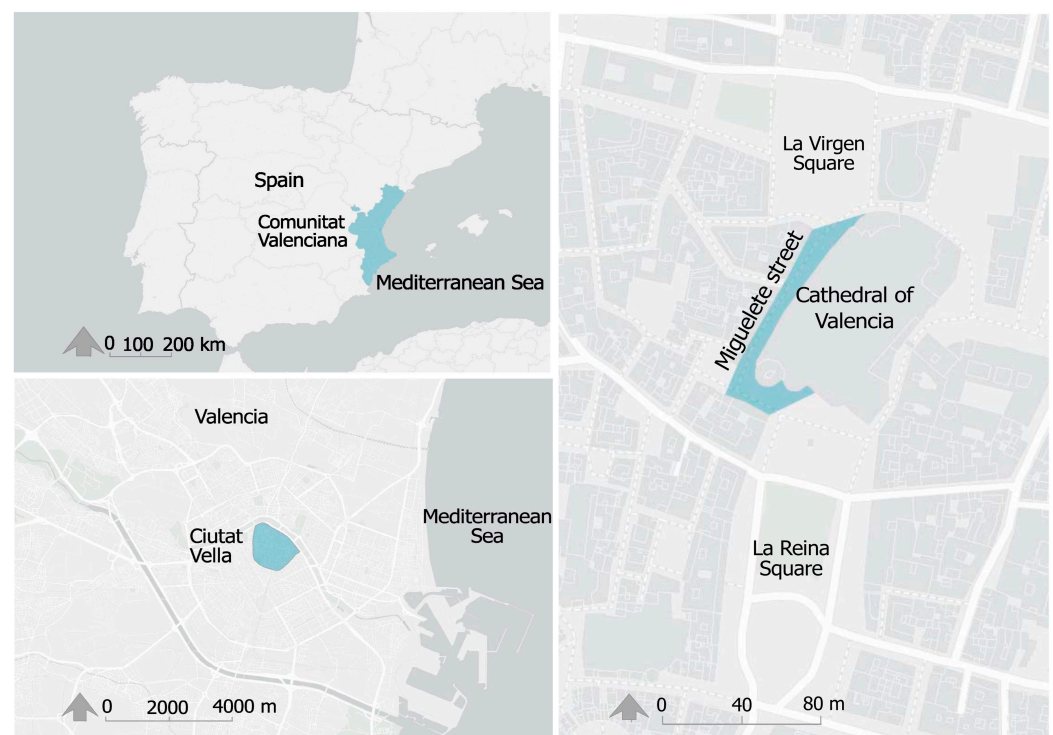 Spain
Comunitat
Valenciana
Mediterranean Sea
0 100 200 km
Valencia
Ciutat
Vella
Mediterranean
Sea
0 2000 4000 m
La Virgen
Square
Miguelete street
Cathedral of
Valencia
La Reina
Square
0 40 80 m